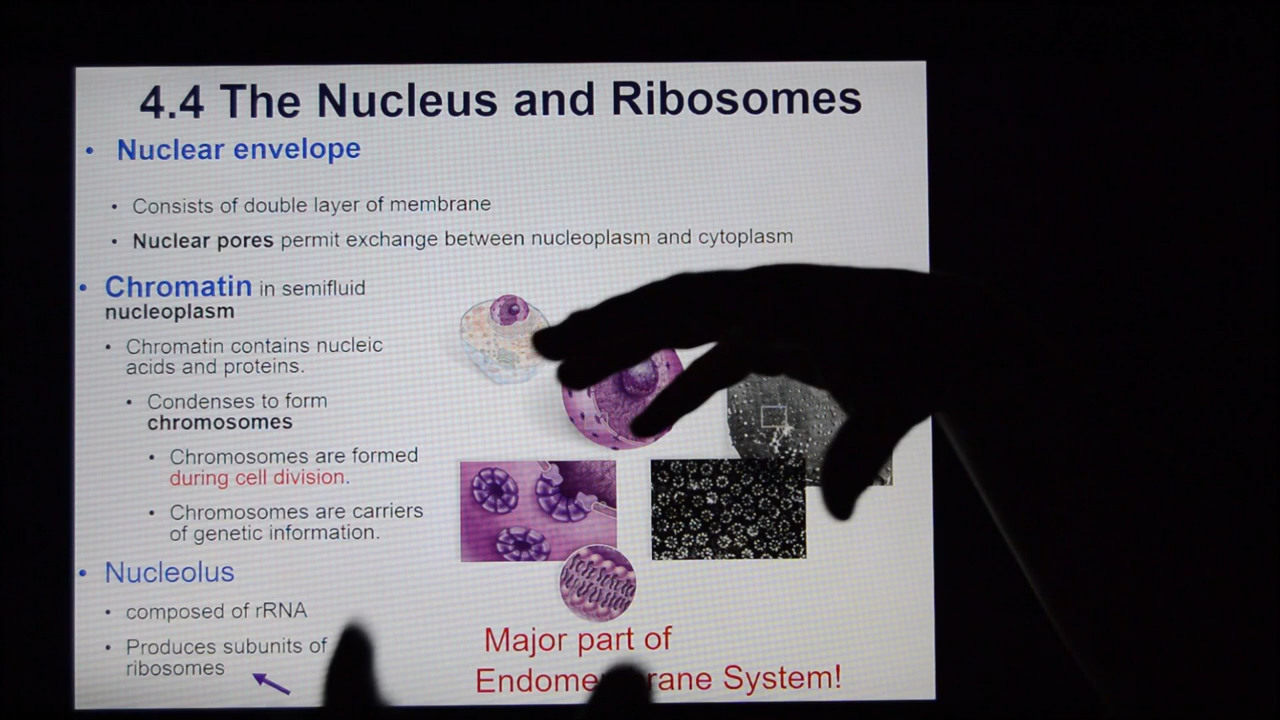 4.4 The Nucleus and Ribosomes
• Nuclear envelope
• Consists of double layer of membrane
• Nuclear pores permit exchange between nucleoplasm and cytoplasm
• Chromatin in semifluid
nucleoplasm
• Chromatin contains nucleic
acids and proteins.
• Condenses to form
chromosomes
• Chromosomes are formed
during cell division.
• Chromosomes are carriers
of genetic information.
• Nucleolus
• composed of rRNA
• Produces subunits of
ribosomes
Major part of
System!